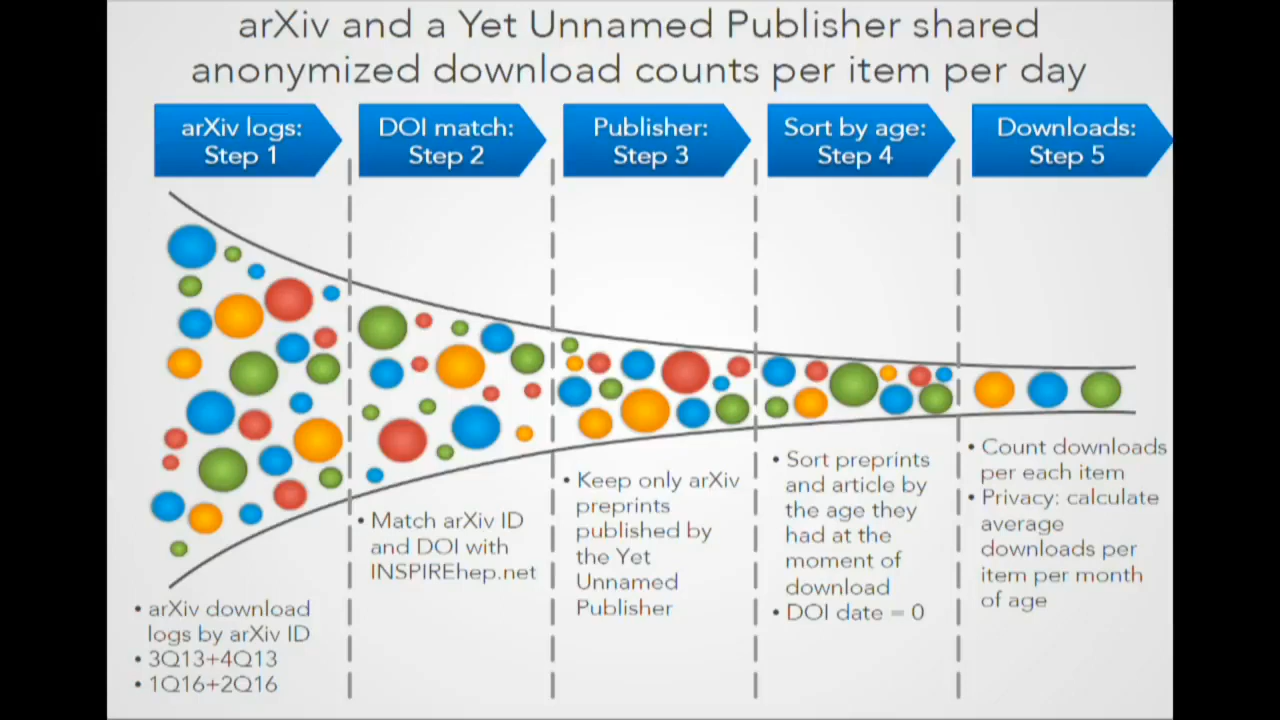 arXiv and a Yet Unnamed Publisher shared
anonymized download counts per item per day
arXiv logs:
Step 1
DOI match:
Step 2
Publisher:
Step 3
Sort by age:
Step 4
Downloads:
Step 5
• arXiv download
logs by arXiv ID
• 3Q13+4Q13
• 1Q16+2Q16
• Match arXiv ID
and DOI with
INSPIREhep.net
• Keep only arXiv
preprints
published by
the Yet
Unnamed
Publisher
• Sort preprints
and article by
the age they
had at the
moment of
download
• DOI date = 0
• Count downloads
per each item
• Privacy: calculate
average
downloads per
item per month
of age